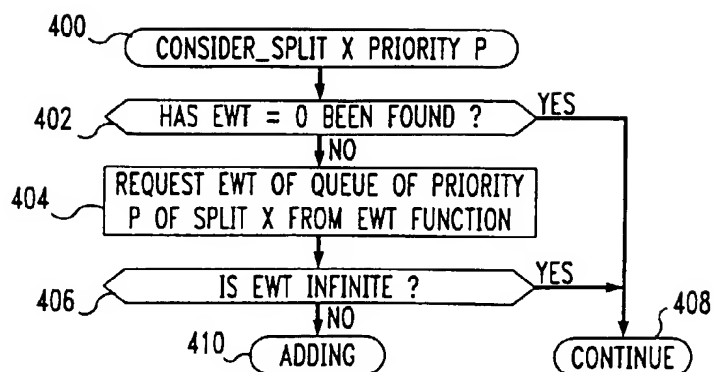 400
CONSIDER_SPLIT X PRIORITY P
402
HAS EWT = 0 BEEN FOUND ?
YES
NO
404
REQUEST EWT OF QUEUE OF PRIORITY
P OF SPLIT X FROM EWT FUNCTION
406
IS EWT INFINITE ?
YES
NO
410
ADDING
408
CONTINUE